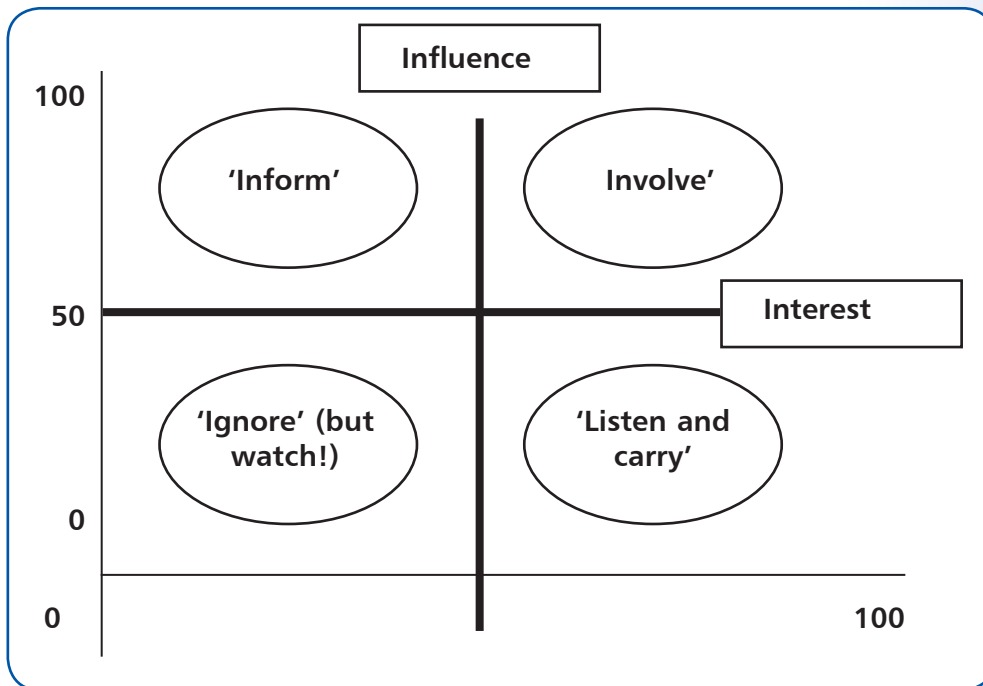 Influence
100
‘Inform’
Involve’
50
Interest
‘Ignore’ (but
watch!)
‘Listen and
carry’
0
0
100